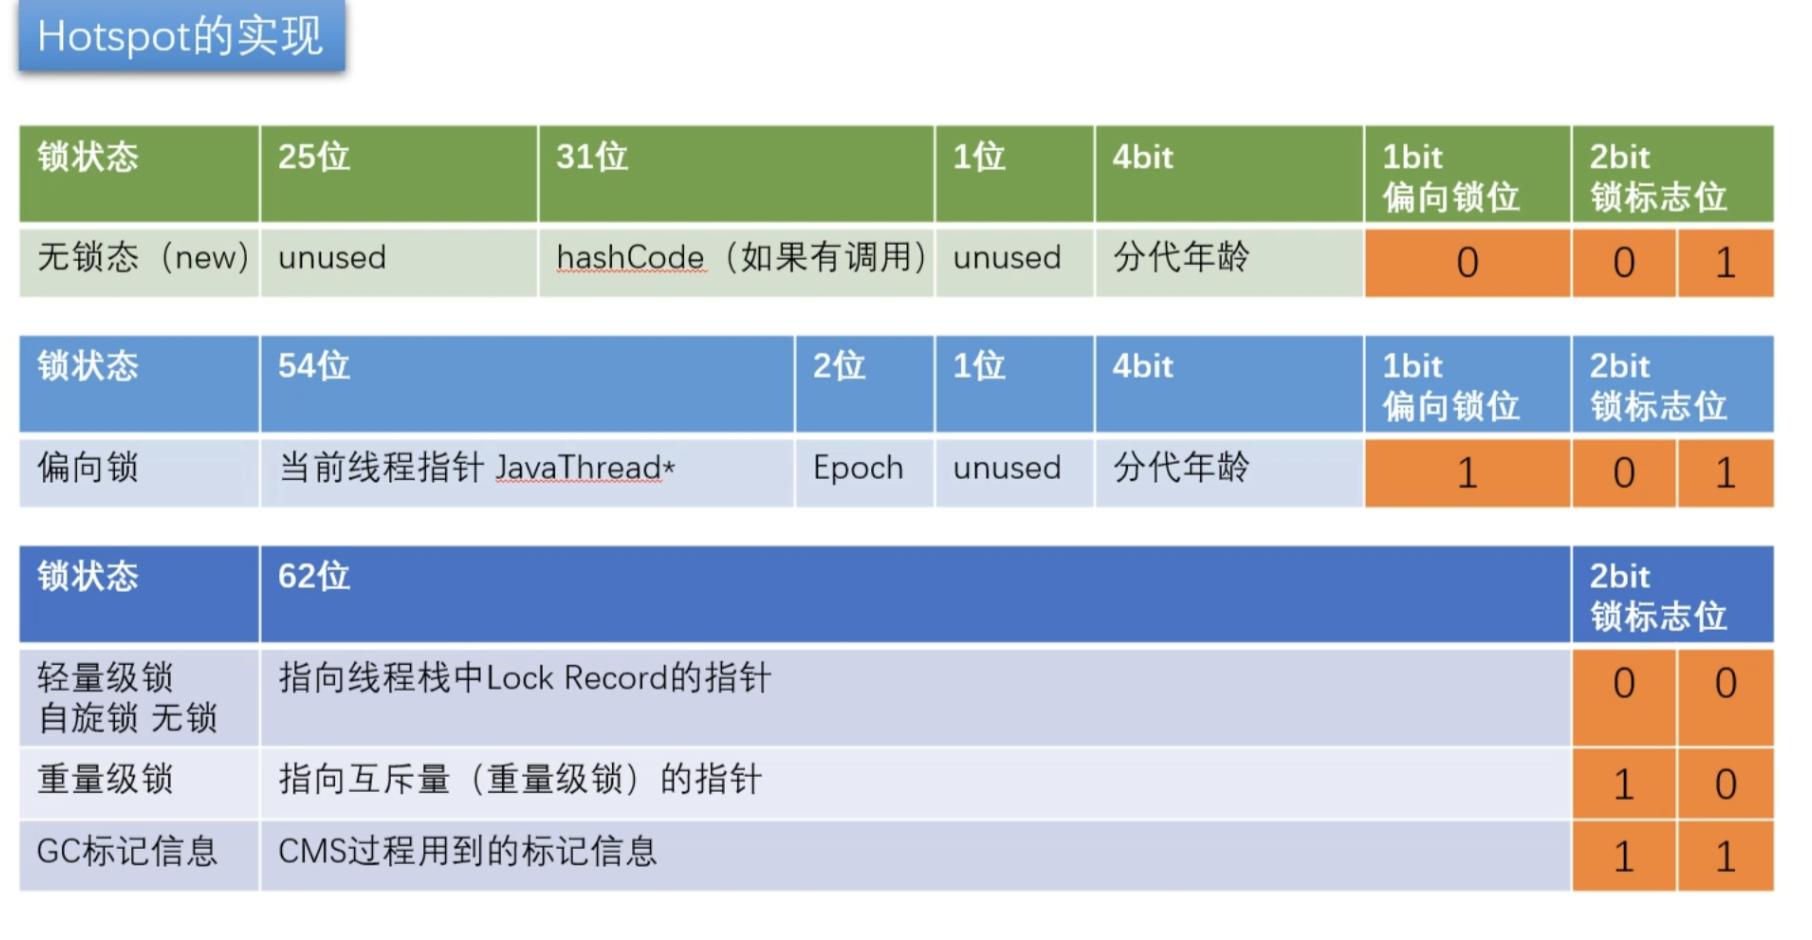 Hotspot的实现
锁状态 25位 31位 1位 4bit 1bit 2bit
偏向锁位 锁标志位
无锁态（new） unused hashCode（如果有调用） unused 分代年龄 0 0 1
锁状态 54位 2位 1位 4bit 1bit 2bit
偏向锁位 锁标志位
偏向锁 当前线程指针 JavaThread* Epoch unused 分代年龄 1 0 1
锁状态 62位 2bit
锁标志位
轻量级锁 指向线程栈中Lock Record的指针 0 0
自旋锁 无锁
重量级锁 指向互斥量（重量级锁）的指针 1 0
GC标记信息 CMS过程用到的标记信息 1 1